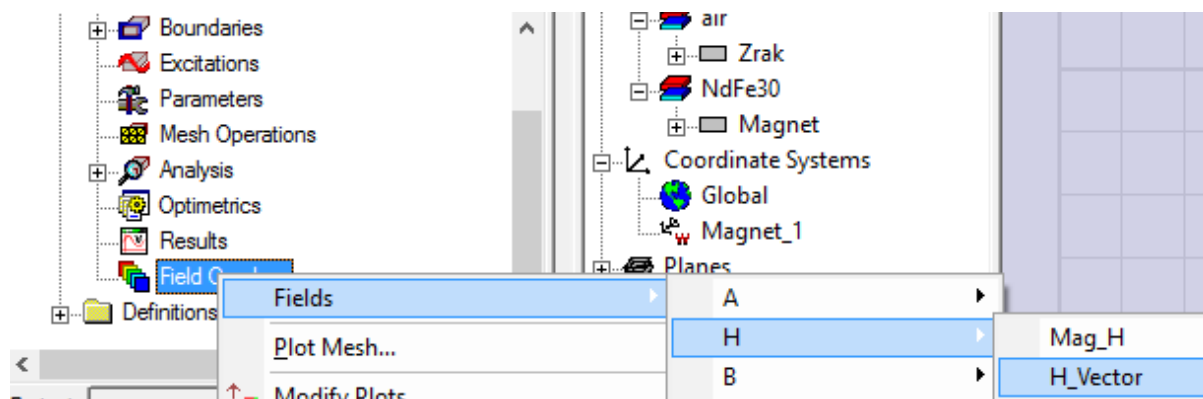 Boundaries
Excitations
Parameters
Mesh Operations
Analysis
Optimetrics
Results
Field
Definitions
air
Zrak
NdFe30
Magnet
Coordinate Systems
Global
Magnet_1
Planes
Fields
Plot Mesh...
Modify Plots
A
H
B
Mag_H
H_Vector